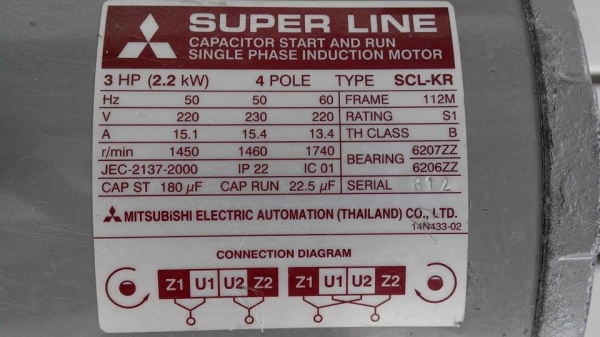 SUPER LINE
CAPACITOR START AND RUN
SINGLE PHASE INDUCTION MOTOR
3 HP (2.2 kW) 4 POLE TYPE SCL-KR
Hz 50 50 60 FRAME 112M
V 220 230 220 RATING S1
A 15.1 15.4 13.4 TH CLASS B
r/min 1450 1460 1740 BEARING 6207ZZ
JEC-2137-2000 IP 22 IC 01 6206ZZ
CAP ST 180 µF CAP RUN 22.5 µF SERIAL 812
MITSUBISHI ELECTRIC AUTOMATION (THAILAND) CO., LTD.
14N433-02
CONNECTION DIAGRAM
Z1 U1 U2 Z2 Z1 U1 U2 Z2